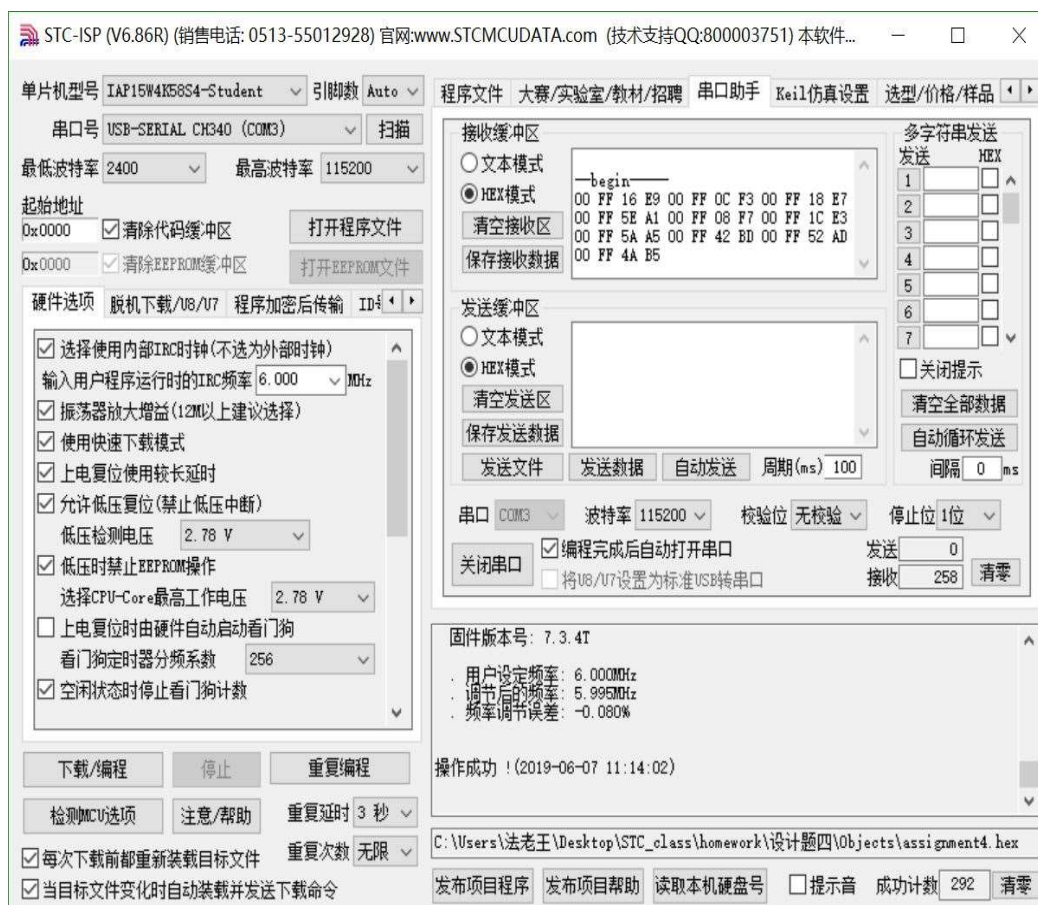 STC-ISP (V6.86R) (销售电话: 0513-55012928) 官网:www.STCMCUDATA.com (技术支持QQ:800003751) 本软件...
单片机型号 IAP15W4K58S4-Student 引脚数 Auto
串口号 USB-SERIAL CH340 (COM3) 扫描
最低波特率 2400 最高波特率 115200
起始地址
0x0000 清除代码缓冲区 打开程序文件
0x0000 清除EEPROM缓冲区 打开EEPROM文件
硬件选项 脱机下载/U8/U7 程序加密后传输
选择使用内部IRC时钟(不选为外部时钟)
输入用户程序运行时的IRC频率 6.000 MHz
振荡器放大增益(12M以上建议选择)
使用快速下载模式
上电复位使用较长延时
允许低压复位(禁止低压中断)
低压检测电压 2.78 V
低压时禁止EEPROM操作
选择CPU-Core最高工作电压 2.78 V
上电复位时由硬件自动启动看门狗
看门狗定时器分频系数 256
空闲状态时停止看门狗计数
下载/编程 停止 重复编程
检测MCU选项 注意/帮助 重复延时 3 秒
每次下载前都重新装载目标文件 重复次数 无限
当目标文件变化时自动装载并发送下载命令
程序文件 大赛/实验室/教材/招聘 串口助手 Keil仿真设置 选型/价格/样品
接收缓冲区
文本模式
HEX模式
清空接收区
保存接收数据
—begin——
00 FF 16 E9 00 FF 0C F3 00 FF 18 E7
00 FF 5E A1 00 FF 08 F7 00 FF 1C E3
00 FF 5A A5 00 FF 42 BD 00 FF 52 AD
00 FF 4A B5
发送缓冲区
文本模式
HEX模式
清空发送区
保存发送数据
发送文件 发送数据 自动发送 周期(ms) 100
多字符串发送
发送 HEX
1
2
3
4
5
6
7
关闭提示
清空全部数据
自动循环发送
间隔 0 ms
串口 COM3 波特率 115200 校验位 无校验 停止位 1位
关闭串口 编程完成后自动打开串口 发送 0
将U8/U7设置为标准USB转串口 接收 258 清零
固件版本号: 7.3.4T
. 用户设定频率: 6.000MHz
. 调节后的频率: 5.995MHz
. 频率调节误差: -0.080%
操作成功 !(2019-06-07 11:14:02)
C:\Users\法老王\Desktop\STC_class\homework\设计题四\Objects\assignment4.hex
发布项目程序 发布项目帮助 读取本机硬盘号 提示音 成功计数 292 清零